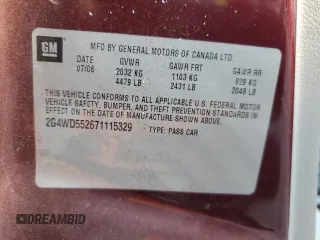 GM
MFD BY GENERAL MOTORS OF CANADA LTD.
DATE GVWR GAWR FRT GAWR RR
07/06 2032 KG 1103 KG 929 KG
4479 LB 2431 LB 2048 LB
THIS VEHICLE CONFORMS TO ALL APPLICABLE U.S. FEDERAL MOTOR
VEHICLE SAFETY, BUMPER, AND THEFT PREVENTION STANDARDS IN
EFFECT ON THE DATE OF MANUFACTURE SHOWN ABOVE.
2G4WD552671115329 TYPE: PASS CAR
DREAMBID